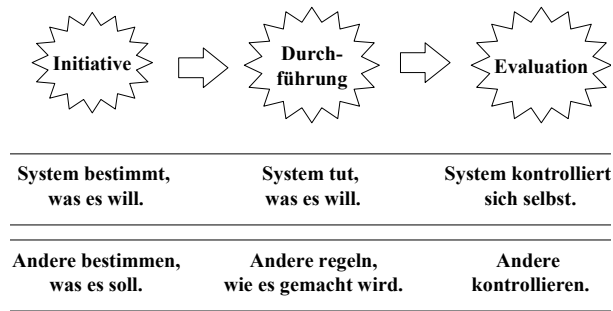 Initiative
Durch-
führung
Evaluation
System bestimmt,
was es will.
System tut,
was es will.
System kontrolliert
sich selbst.
Andere bestimmen,
was es soll.
Andere regeln,
wie es gemacht wird.
Andere
kontrollieren.